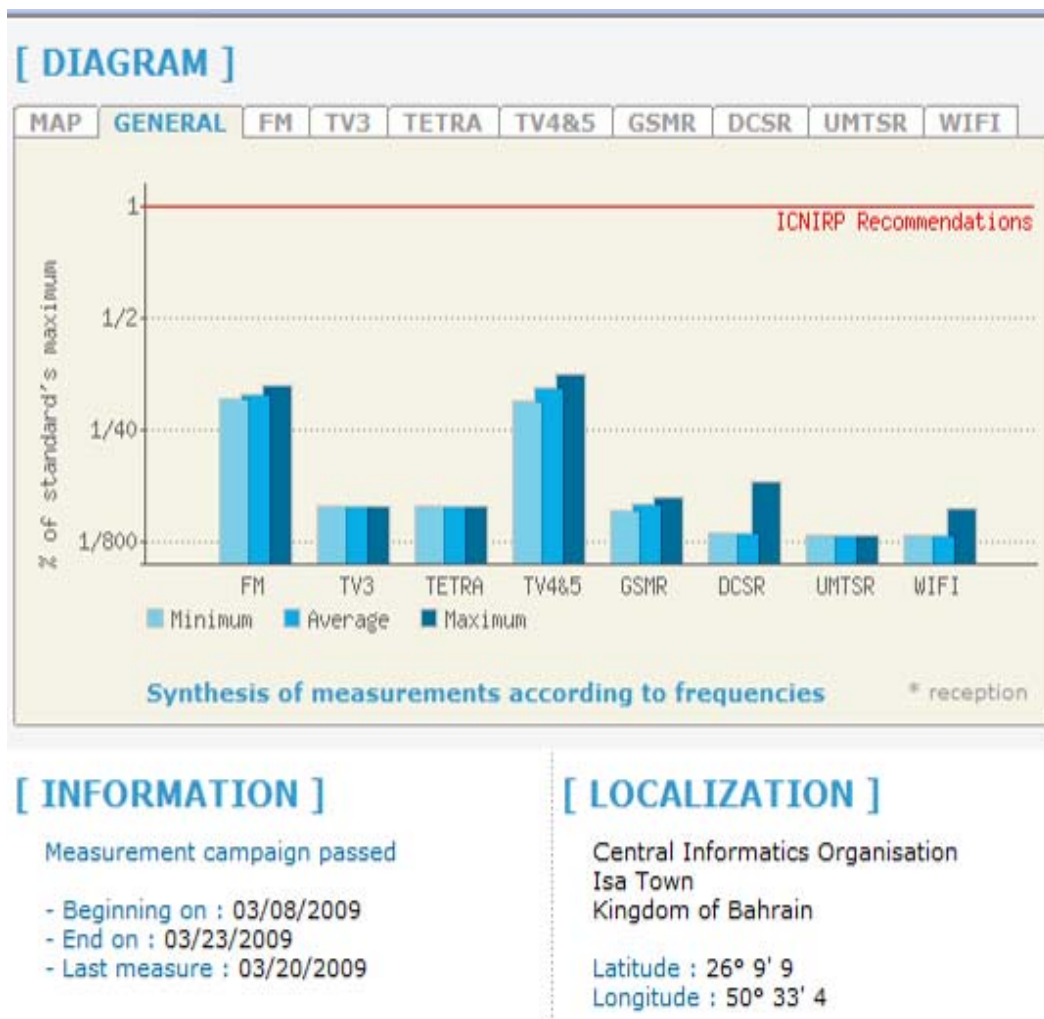 [ DIAGRAM ]
MAP GENERAL FM TV3 TETRA TV4&5 GSMR DCSR UMTSR WIFI
1
ICNIRP Recommendations
1/2
1/40
1/800
% of standard's maximum
FM TV3 TETRA TV4&5 GSMR DCSR UMTSR WIFI
Minimum Average Maximum
Synthesis of measurements according to frequencies * reception
[ INFORMATION ]
Measurement campaign passed
- Beginning on : 03/08/2009
- End on : 03/23/2009
- Last measure : 03/20/2009
[ LOCALIZATION ]
Central Informatics Organisation
Isa Town
Kingdom of Bahrain
Latitude : 26° 9' 9
Longitude : 50° 33' 4